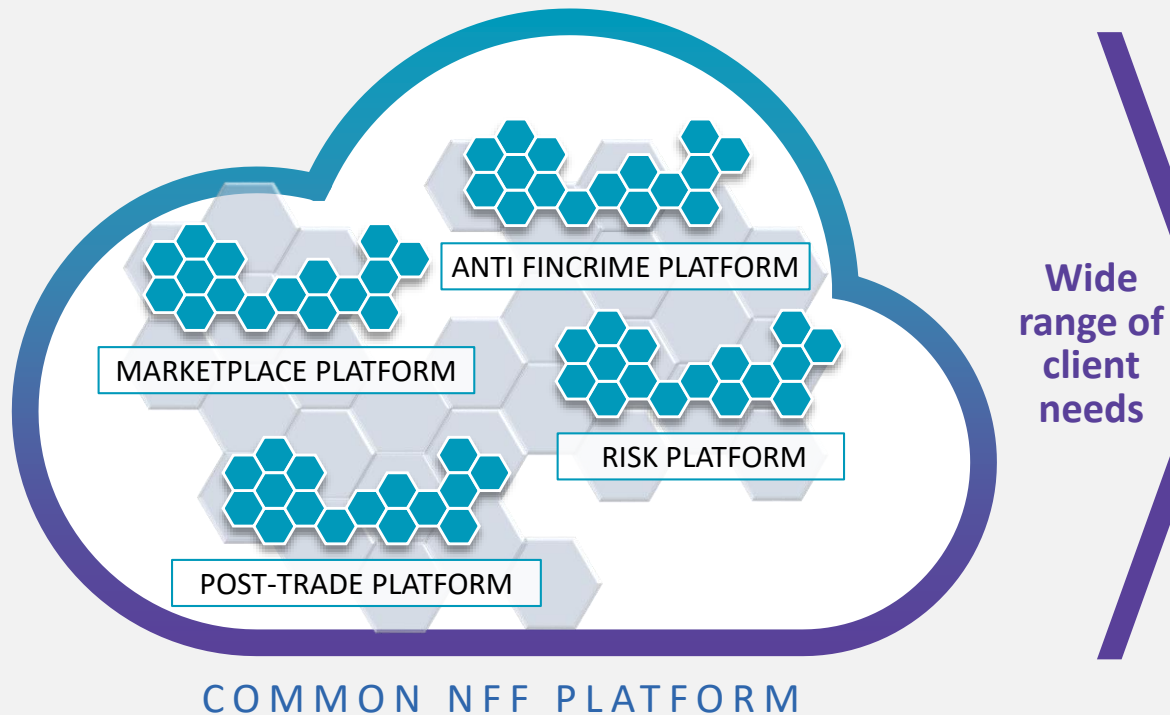 ANTI FINCRIME PLATFORM
MARKETPLACE PLATFORM
RISK PLATFORM
POST-TRADE PLATFORM
COMMON NFF PLATFORM
Wide
range of
client
needs